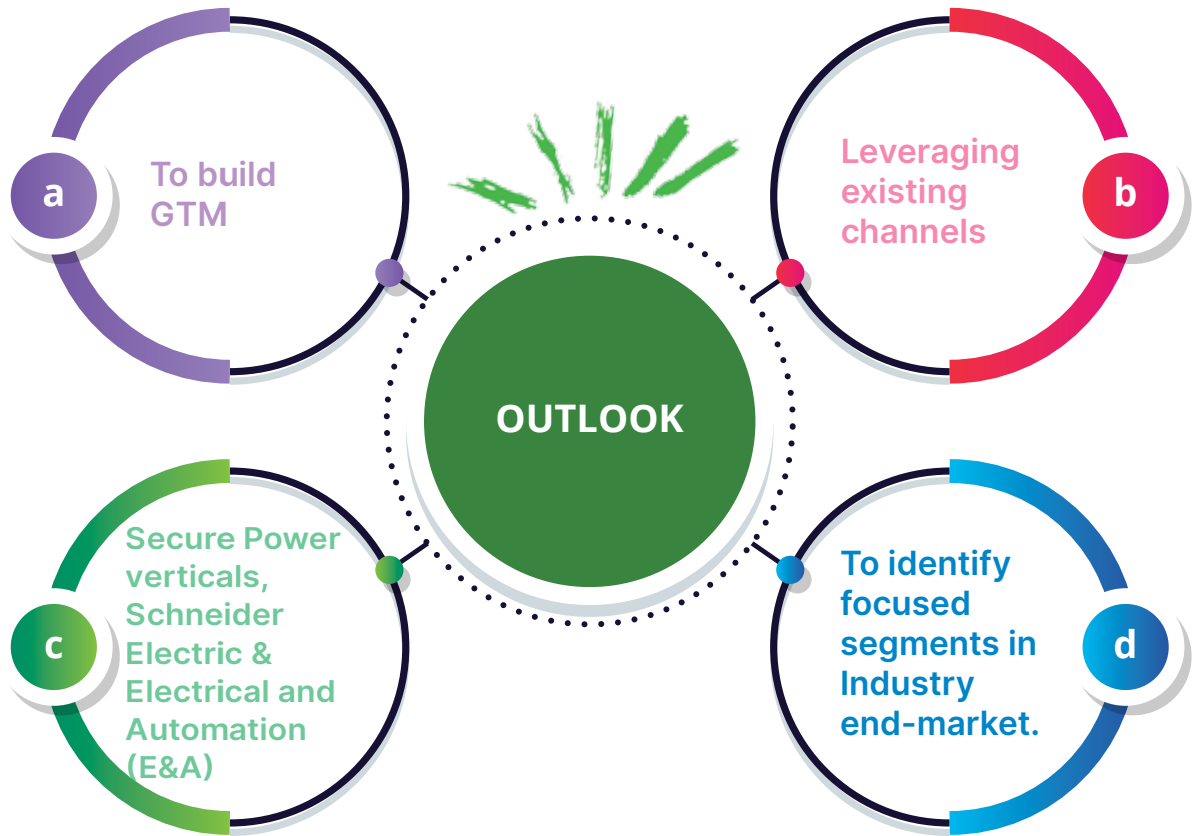 a
To build
GTM
b
Leveraging
existing
channels
OUTLOOK
c
Secure Power
verticals,
Schneider
Electric &
Electrical and
Automation
(E&A)
d
To identify
focused
segments in
Industry
end-market.